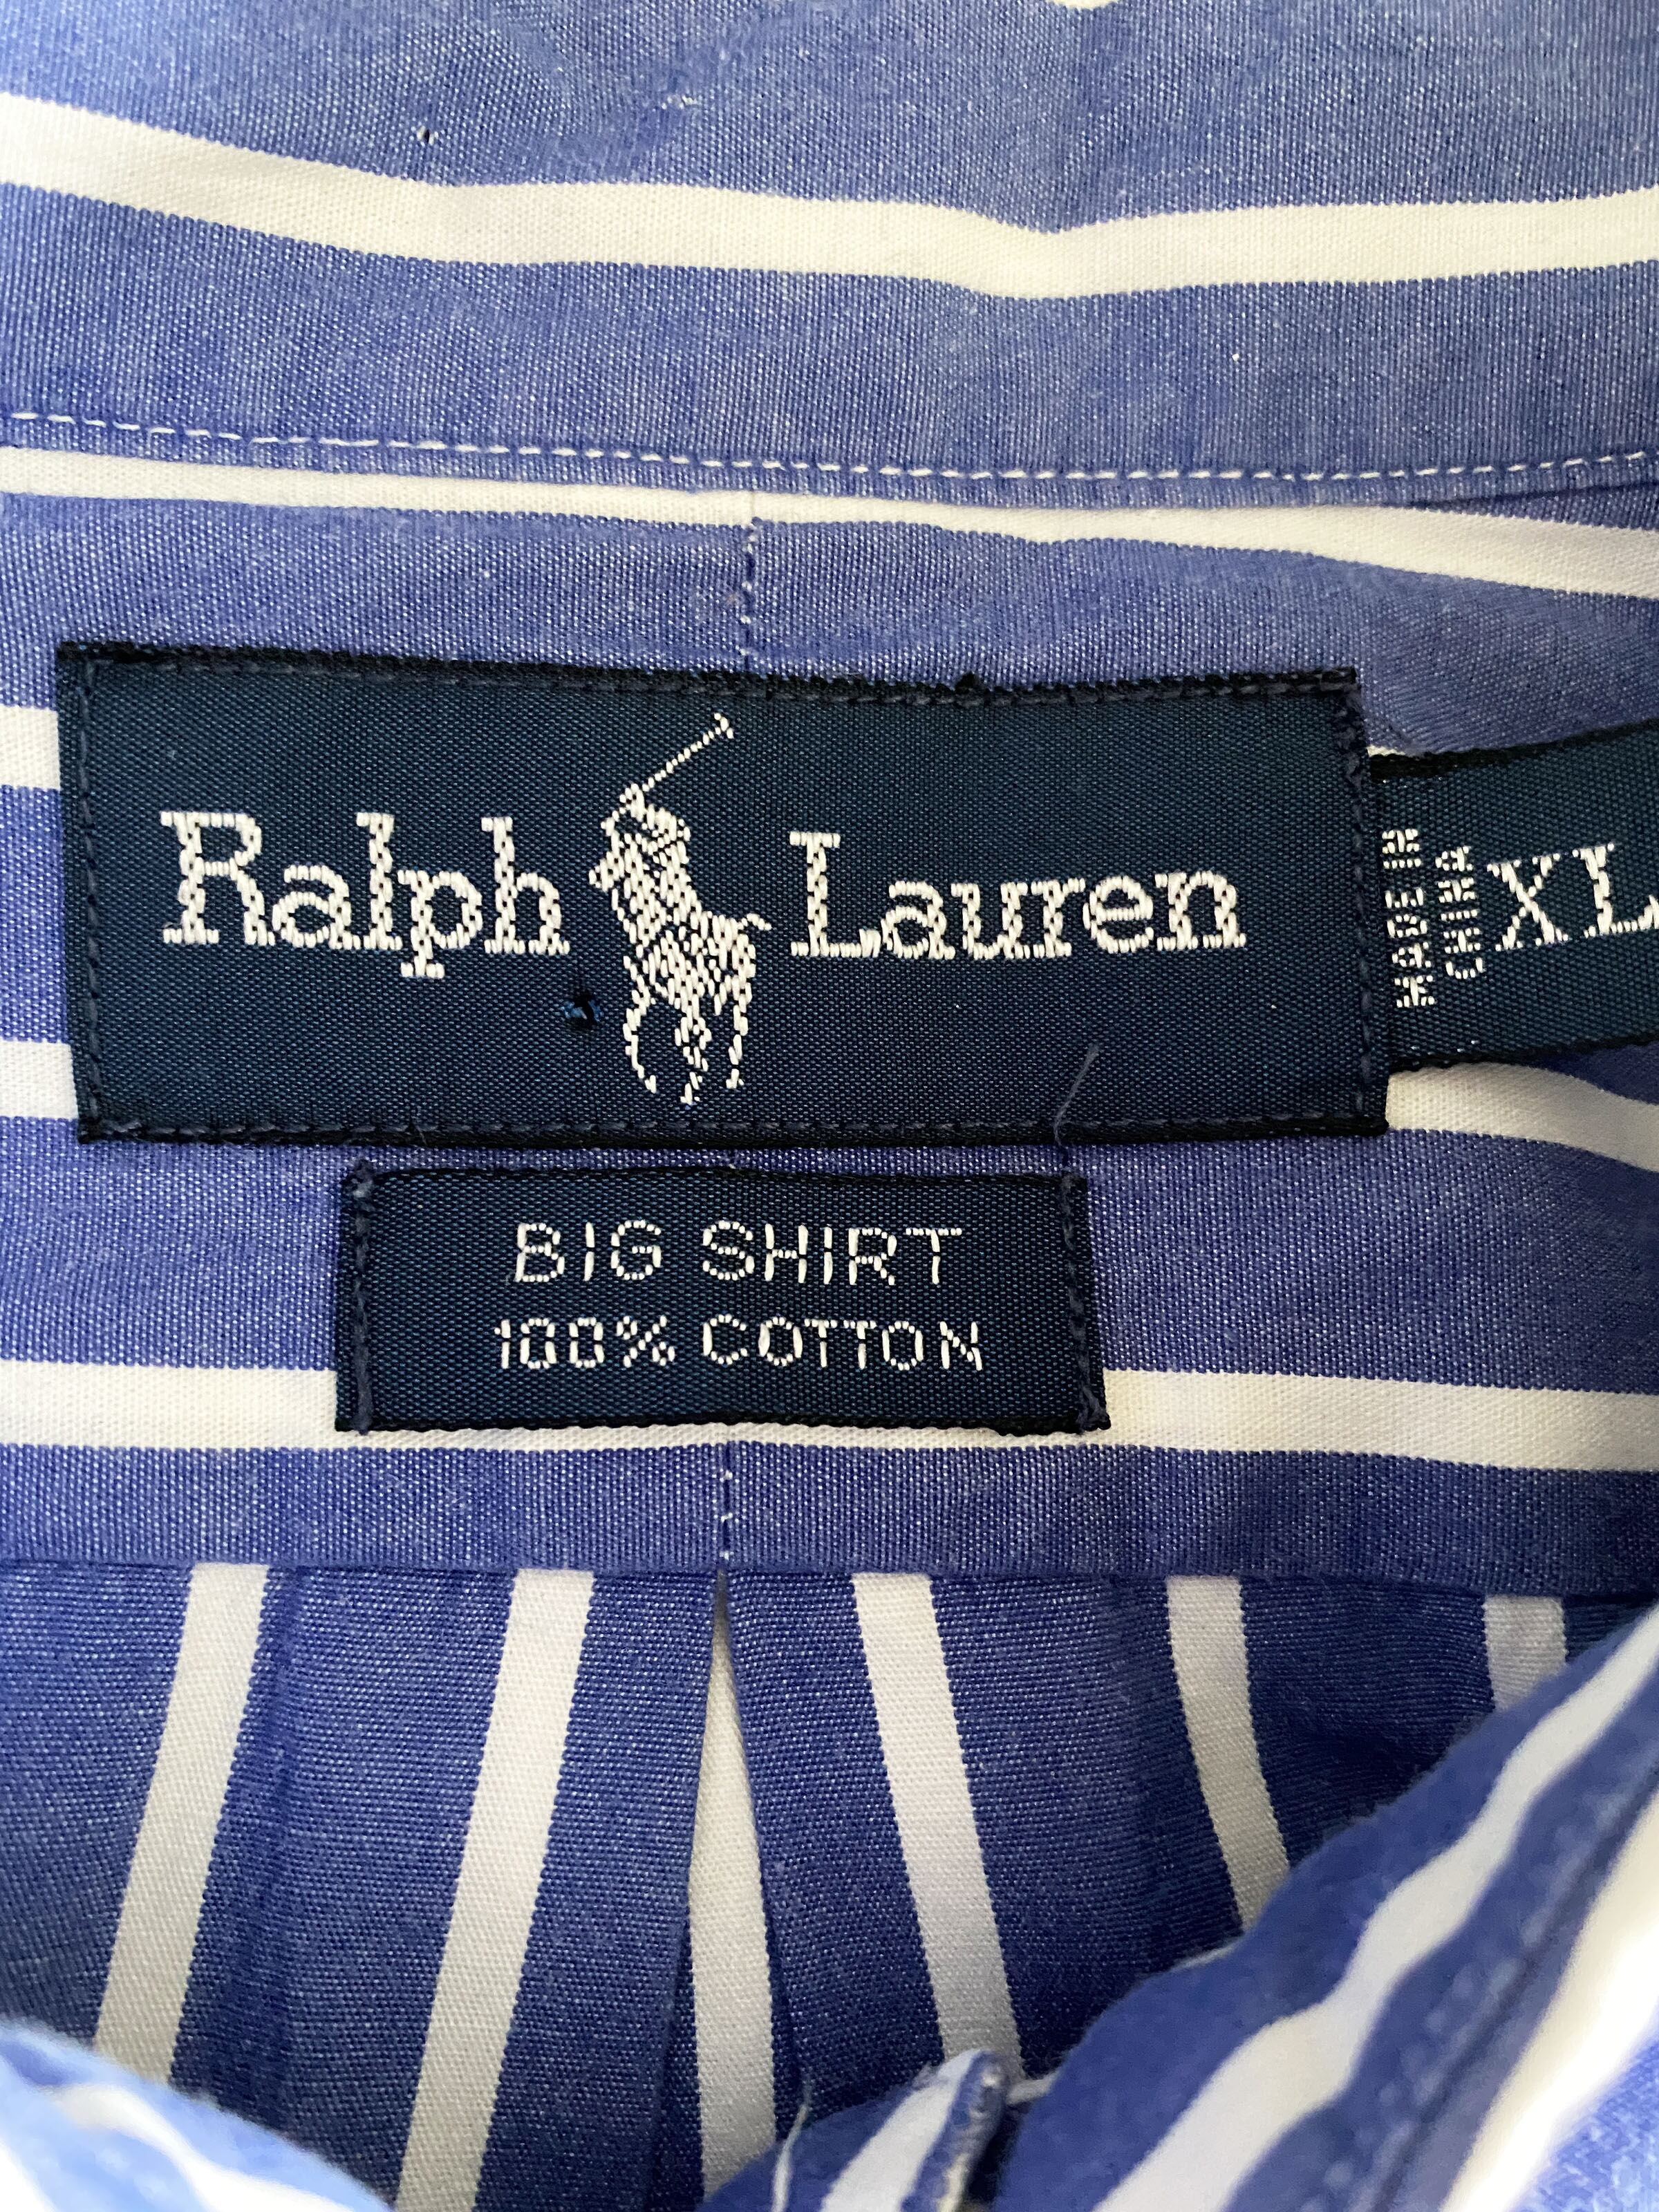 Ralph Lauren
MADE IN
CHINA
XL
BIG SHIRT
100% COTTON